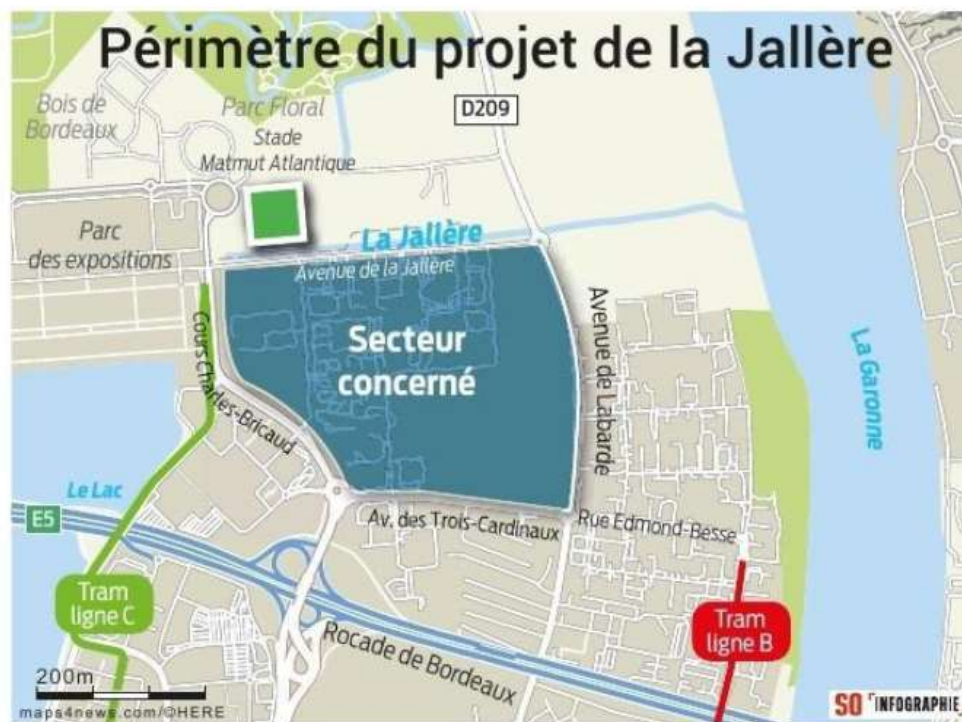 Périmètre du projet de la Jallère
Bois de
Bordeaux
Parc Floral
Stade
Matmut Atlantique
D209
Parc
des expositions
La Jallère
Avenue de la Jallère
Secteur
concerné
Cours Charles-Bricaud
Avenue de Labarde
La Garonne
Le Lac
E5
Av. des Trois-Cardinaux
Rue Edmond-Besse
Tram
ligne C
Tram
ligne B
Rocade de Bordeaux
200m
maps4news.com/©HERE
SO INFOGRAPHIE